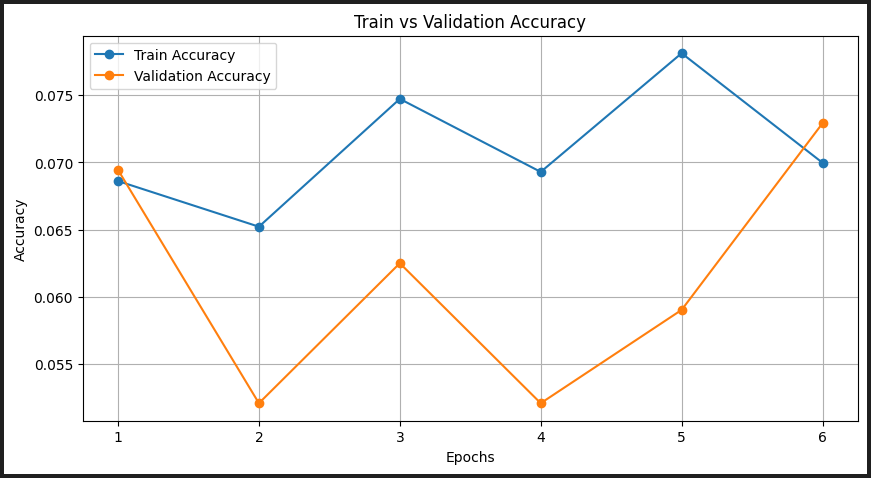 Train vs Validation Accuracy
Train Accuracy
Validation Accuracy
0.075
0.070
0.065
0.060
0.055
Accuracy
1 2 3 4 5 6
Epochs